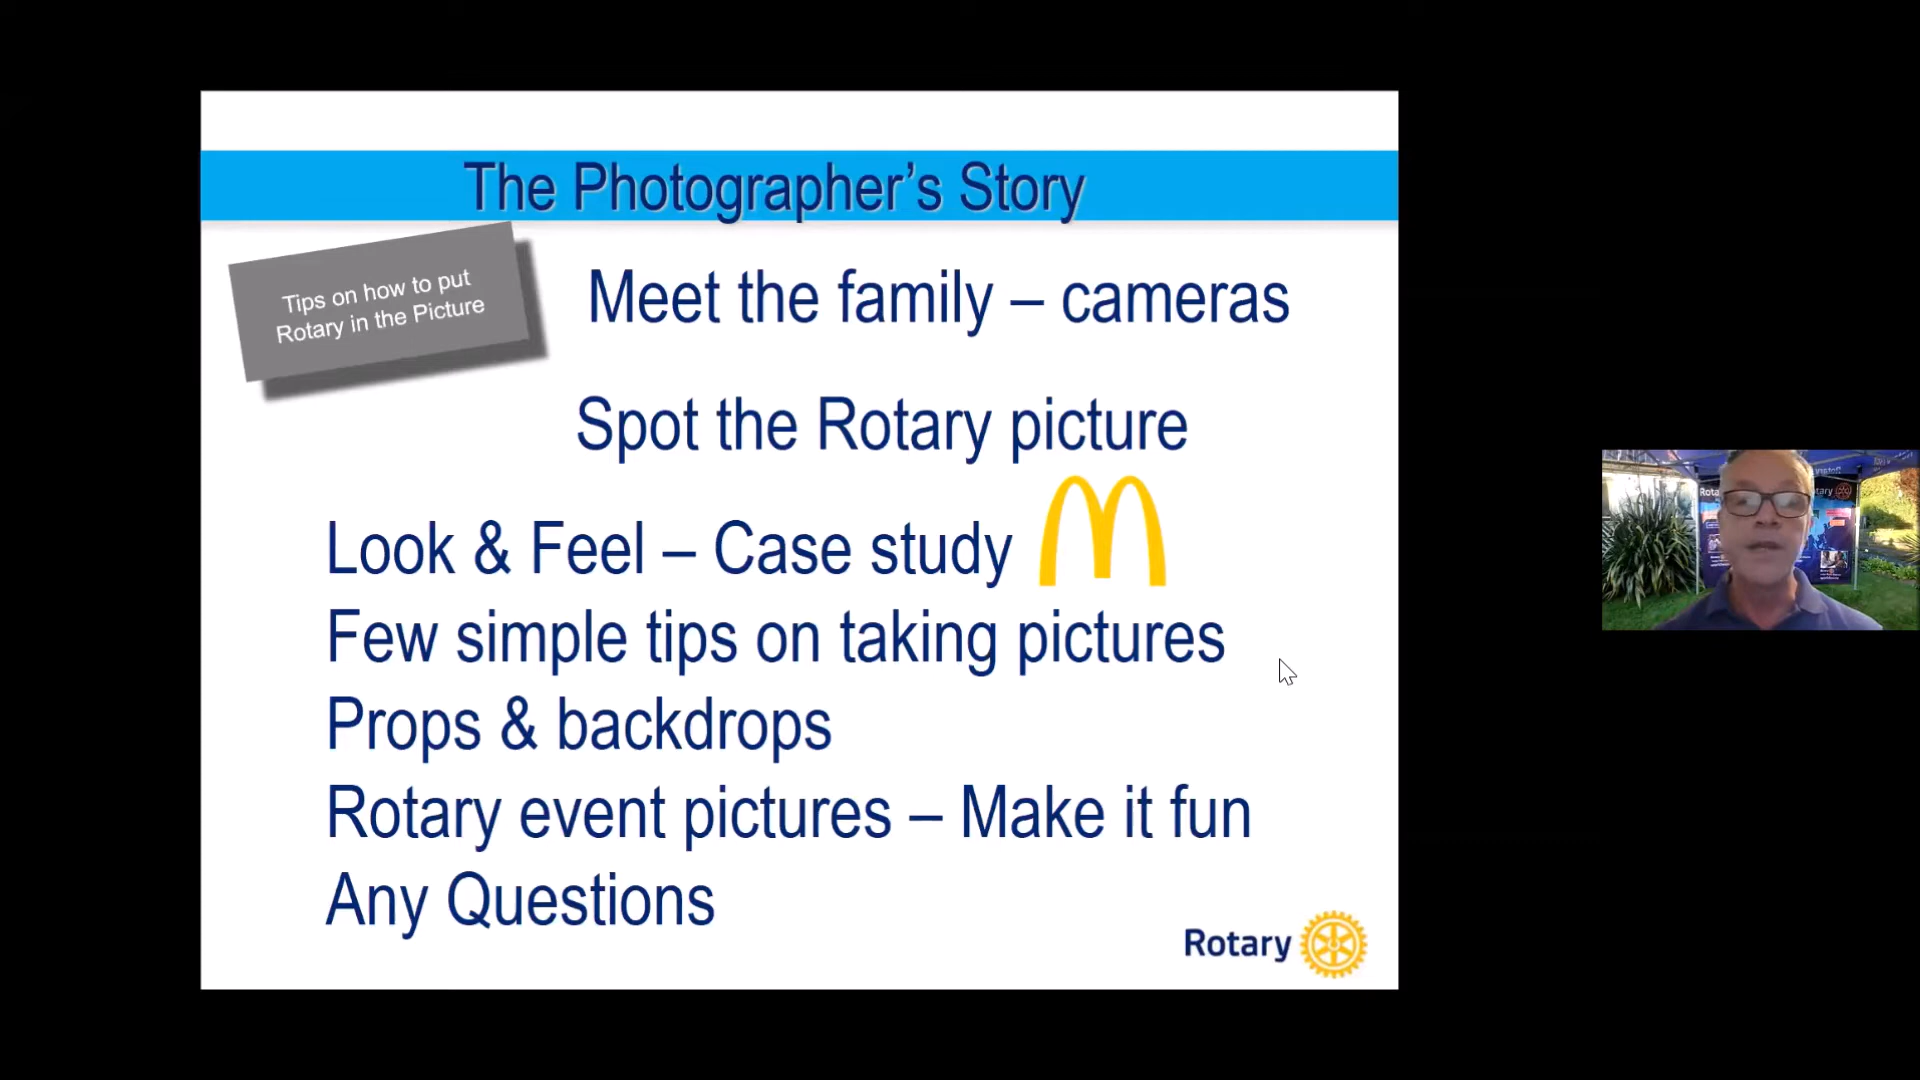 The Photographer’s Story
Tips on how to put
Rotary in the Picture
Meet the family – cameras
Spot the Rotary picture
Look & Feel – Case study
Few simple tips on taking pictures
Props & backdrops
Rotary event pictures – Make it fun
Any Questions
Rotary